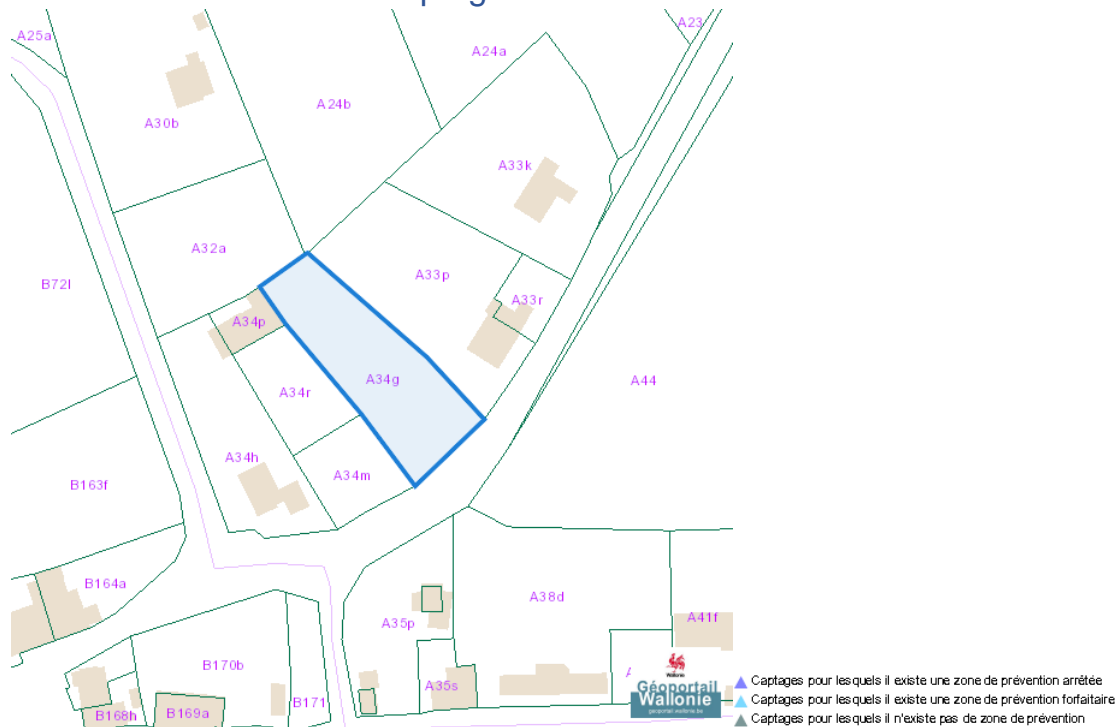 A25a
A23
A24a
A24b
A30b
A33k
A32a
A33p
B72l
A33r
A34p
A34g
A44
A34r
A34h
A34m
B163f
B164a
A38d
A35p
A41f
B170b
A35s
B171
B168h
B169a
Wallonie
Géoportail
Wallonie
geoportail.wallonie.be
Captages pour lesquels il existe une zone de prévention arrêtée
Captages pour lesquels il existe une zone de prévention forfaitaire
Captages pour lesquels il n'existe pas de zone de prévention